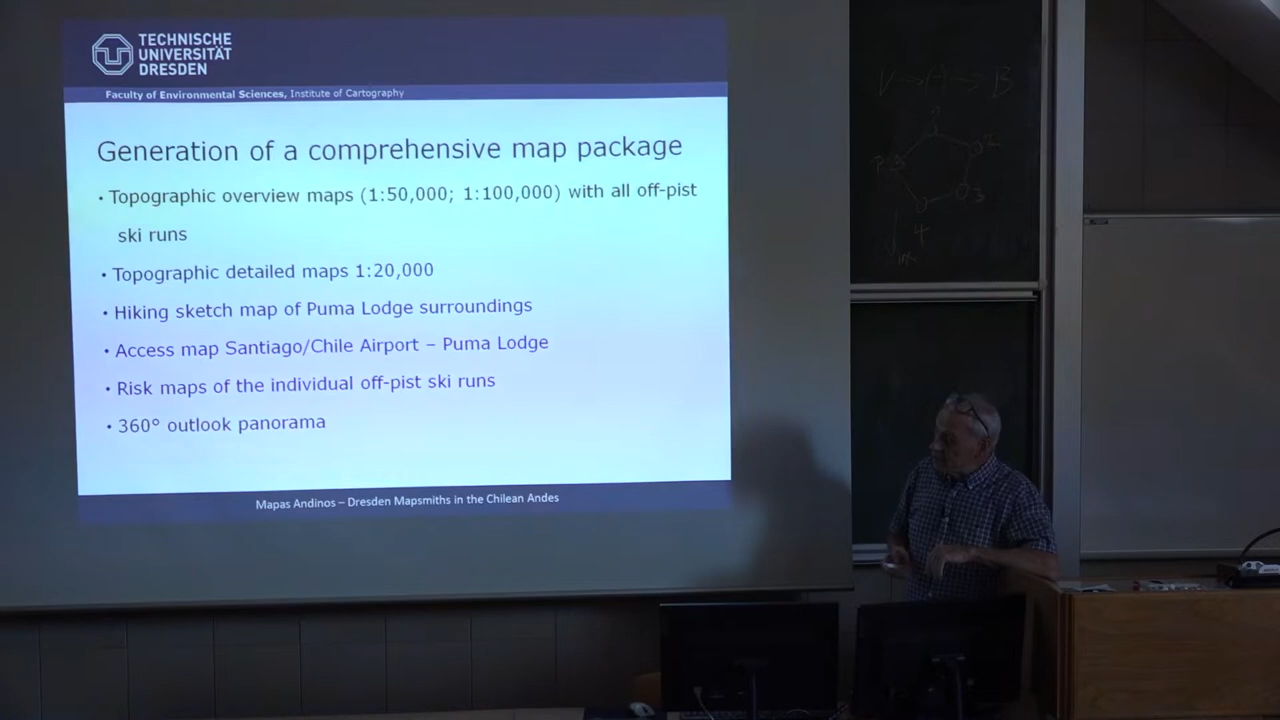 TECHNISCHE
UNIVERSITÄT
DRESDEN
Faculty of Environmental Sciences, Institute of Cartography
Generation of a comprehensive map package
• Topographic overview maps (1:50,000; 1:100,000) with all off-pist
ski runs
• Topographic detailed maps 1:20,000
• Hiking sketch map of Puma Lodge surroundings
• Access map Santiago/Chile Airport – Puma Lodge
• Risk maps of the individual off-pist ski runs
• 360° outlook panorama
Mapas Andinos – Dresden Mapsmiths in the Chilean Andes
B
2
3
4